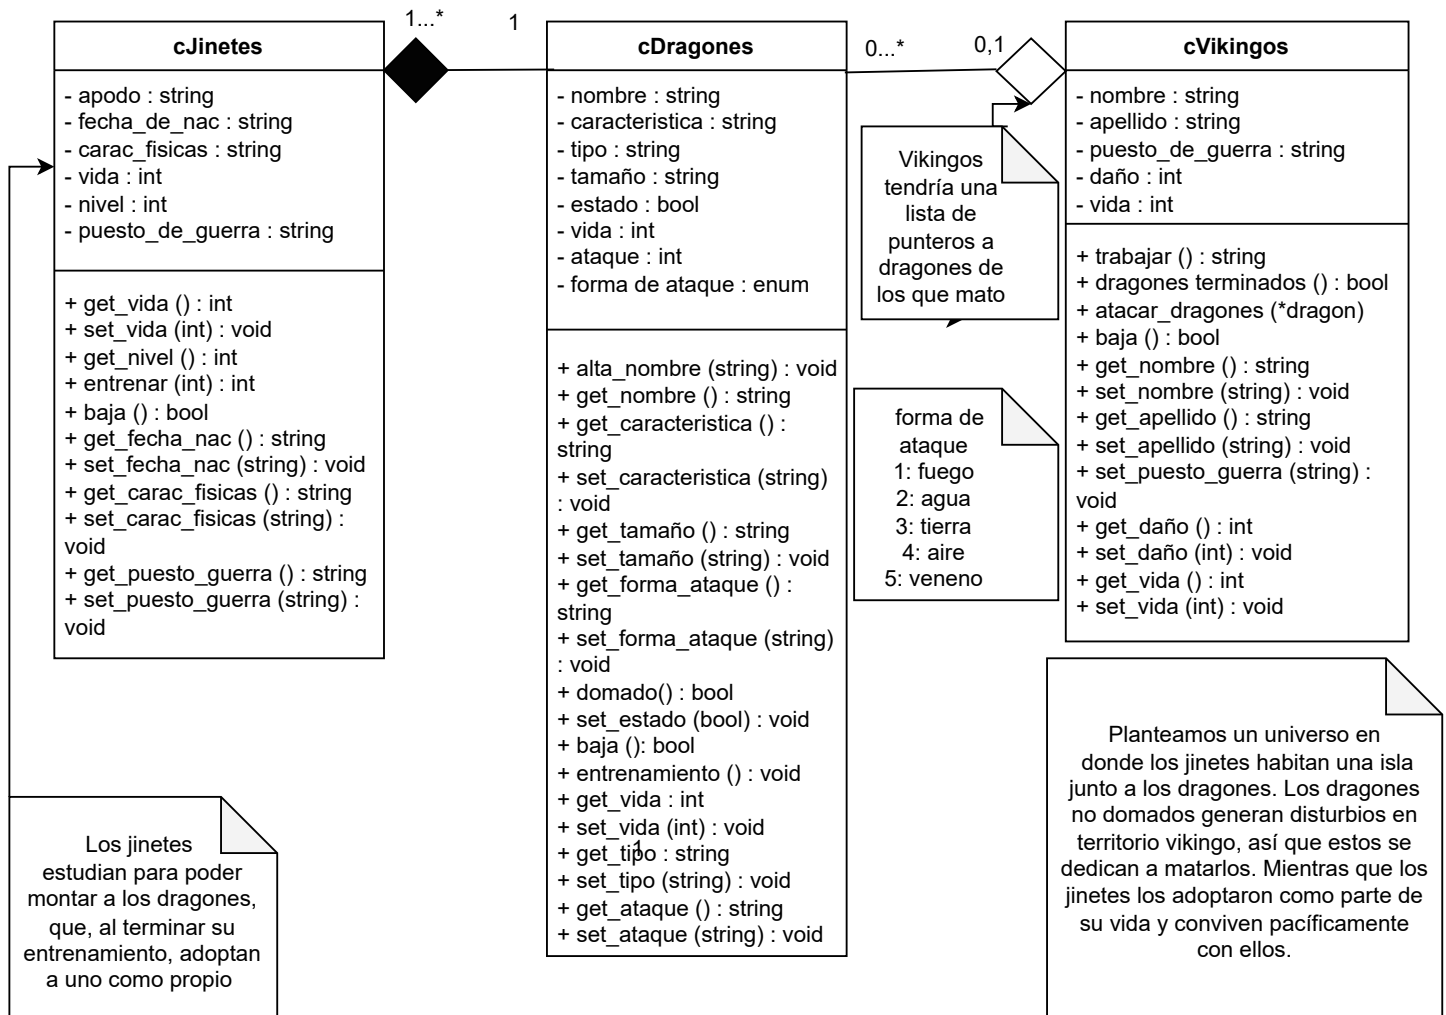 1...*
1
cJinetes
- apodo : string
- fecha_de_nac : string
- carac_fisicas : string
- vida : int
- nivel : int
- puesto_de_guerra : string
+ get_vida () : int
+ set_vida (int) : void
+ get_nivel () : int
+ entrenar (int) : int
+ baja () : bool
+ get_fecha_nac () : string
+ set_fecha_nac (string) : void
+ get_carac_fisicas () : string
+ set_carac_fisicas (string) :
void
+ get_puesto_guerra () : string
+ set_puesto_guerra (string) :
void
Los jinetes
estudian para poder
montar a los dragones,
que, al terminar su
entrenamiento, adoptan
a uno como propio
cDragones
- nombre : string
- caracteristica : string
- tipo : string
- tamaño : string
- estado : bool
- vida : int
- ataque : int
- forma de ataque : enum
+ alta_nombre (string) : void
+ get_nombre () : string
+ get_caracteristica () :
string
+ set_caracteristica (string)
: void
+ get_tamaño () : string
+ set_tamaño (string) : void
+ get_forma_ataque () :
string
+ set_forma_ataque (string)
: void
+ domado() : bool
+ set_estado (bool) : void
+ baja (): bool
+ entrenamiento () : void
+ get_vida : int
+ set_vida (int) : void
1
+ get_tipo : string
+ set_tipo (string) : void
+ get_ataque () : string
+ set_ataque (string) : void
0...*
0,1
Vikingos
tendría una
lista de
punteros a
dragones de
los que mato
forma de
ataque
1: fuego
2: agua
3: tierra
4: aire
5: veneno
cVikingos
- nombre : string
- apellido : string
- puesto_de_guerra : string
- daño : int
- vida : int
+ trabajar () : string
+ dragones terminados () : bool
+ atacar_dragones (*dragon)
+ baja () : bool
+ get_nombre () : string
+ set_nombre (string) : void
+ get_apellido () : string
+ set_apellido (string) : void
+ set_puesto_guerra (string) :
void
+ get_daño () : int
+ set_daño (int) : void
+ get_vida () : int
+ set_vida (int) : void
Planteamos un universo en
donde los jinetes habitan una isla
junto a los dragones. Los dragones
no domados generan disturbios en
territorio vikingo, así que estos se
dedican a matarlos. Mientras que los
jinetes los adoptaron como parte de
su vida y conviven pacíficamente
con ellos.